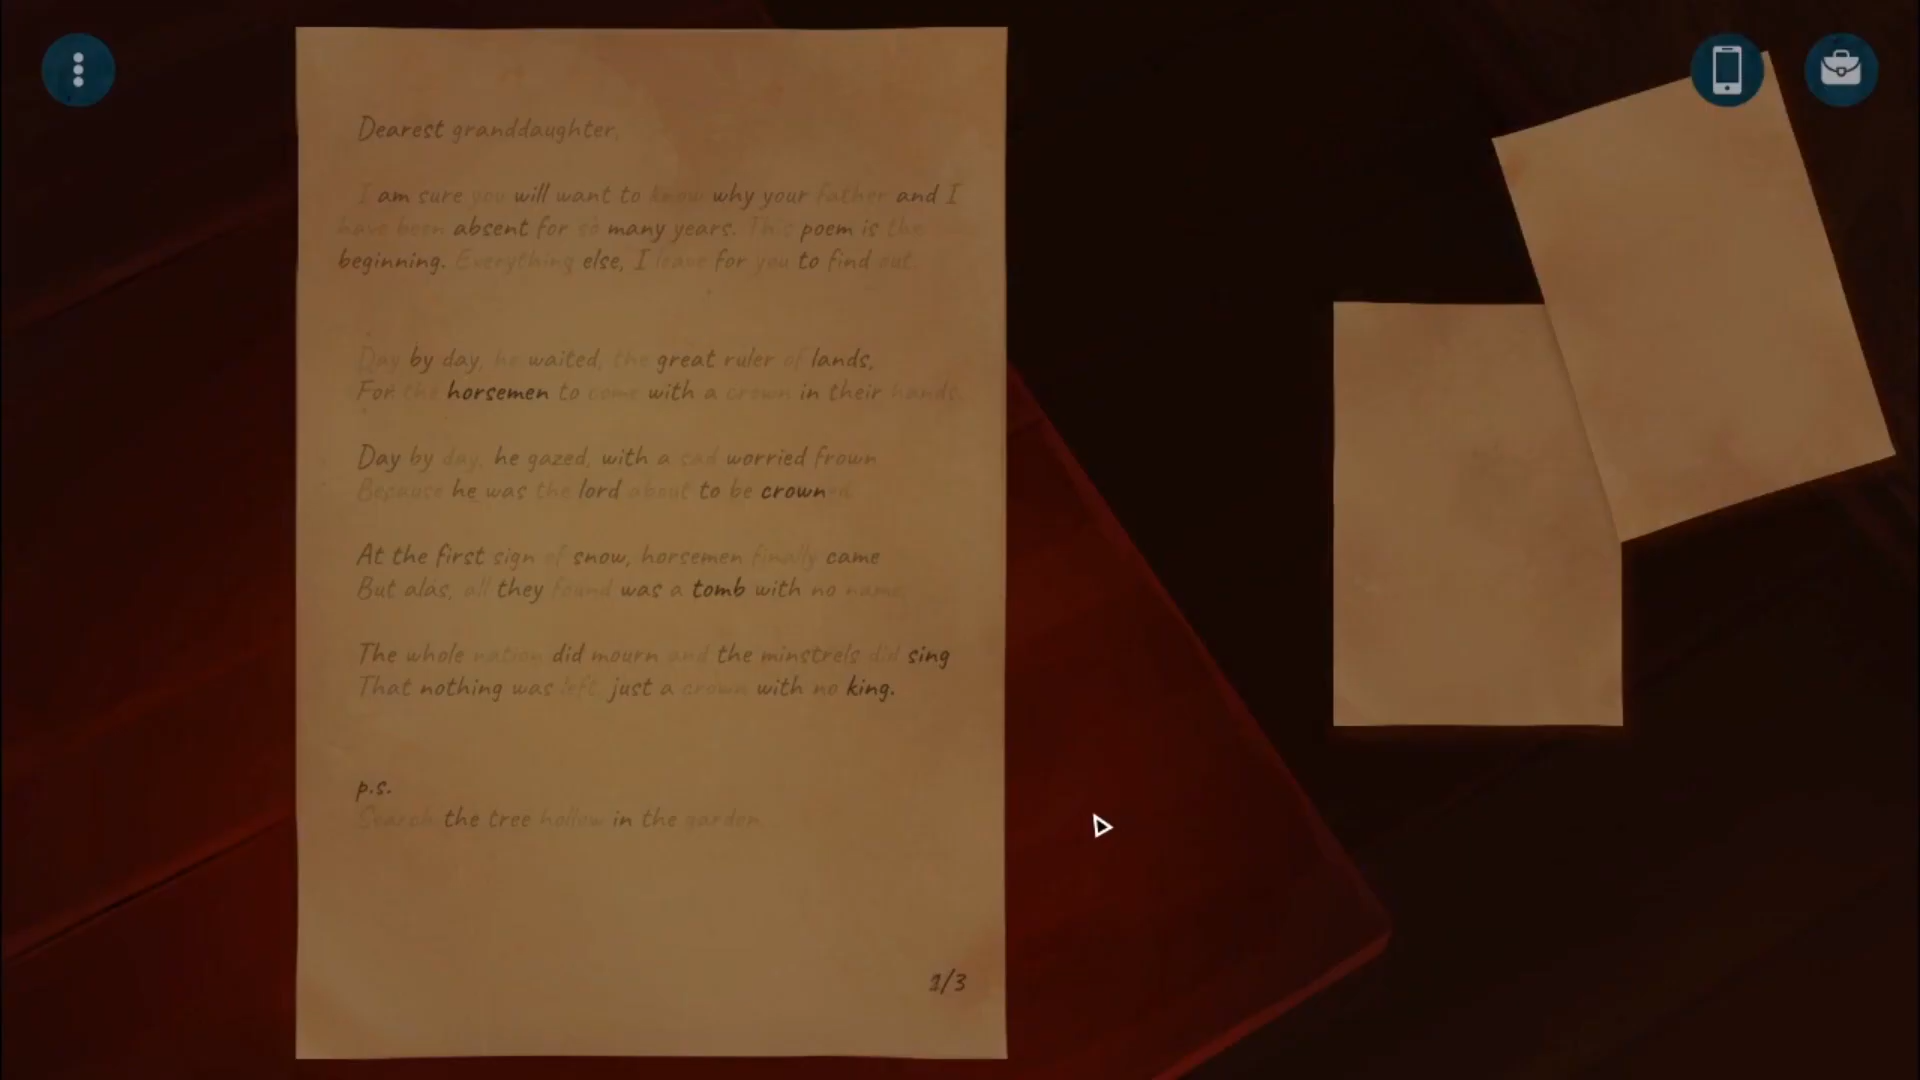 Dearest granddaughter,
I am sure you will want to know why your father and I
have been absent for so many years. This poem is the
beginning. Everything else, I leave for you to find out.
Day by day, he waited, the great ruler of lands,
For the horsemen to come with a crown in their hands.
Day by day, he gazed, with a sad worried frown
Because he was the lord about to be crowned.
At the first sign of snow, horsemen finally came
But alas, all they found was a tomb with no name.
The whole nation did mourn and the minstrels did sing
That nothing was left, just a crown with no king.
p.s.
Search the tree hollow in the garden.
1/3